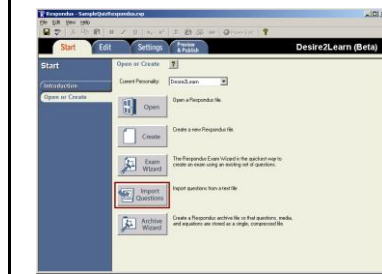 Respondus - SampleQuizRespondus.rsp
File Edit View Help
Start Edit Settings Preview & Publish Desire2Learn (Beta)
Start
Introduction
Open or Create
Open or Create ?
Current Personality: Desire2Learn
Open Open a Respondus file.
Create Create a new Respondus file.
Exam Wizard The Respondus Exam Wizard is the quickest way to
create an exam using an existing set of questions.
Import Questions Import questions from a text file
Archive Wizard Create a Respondus archive file so that questions, media,
and equations are stored as a single, compressed file.